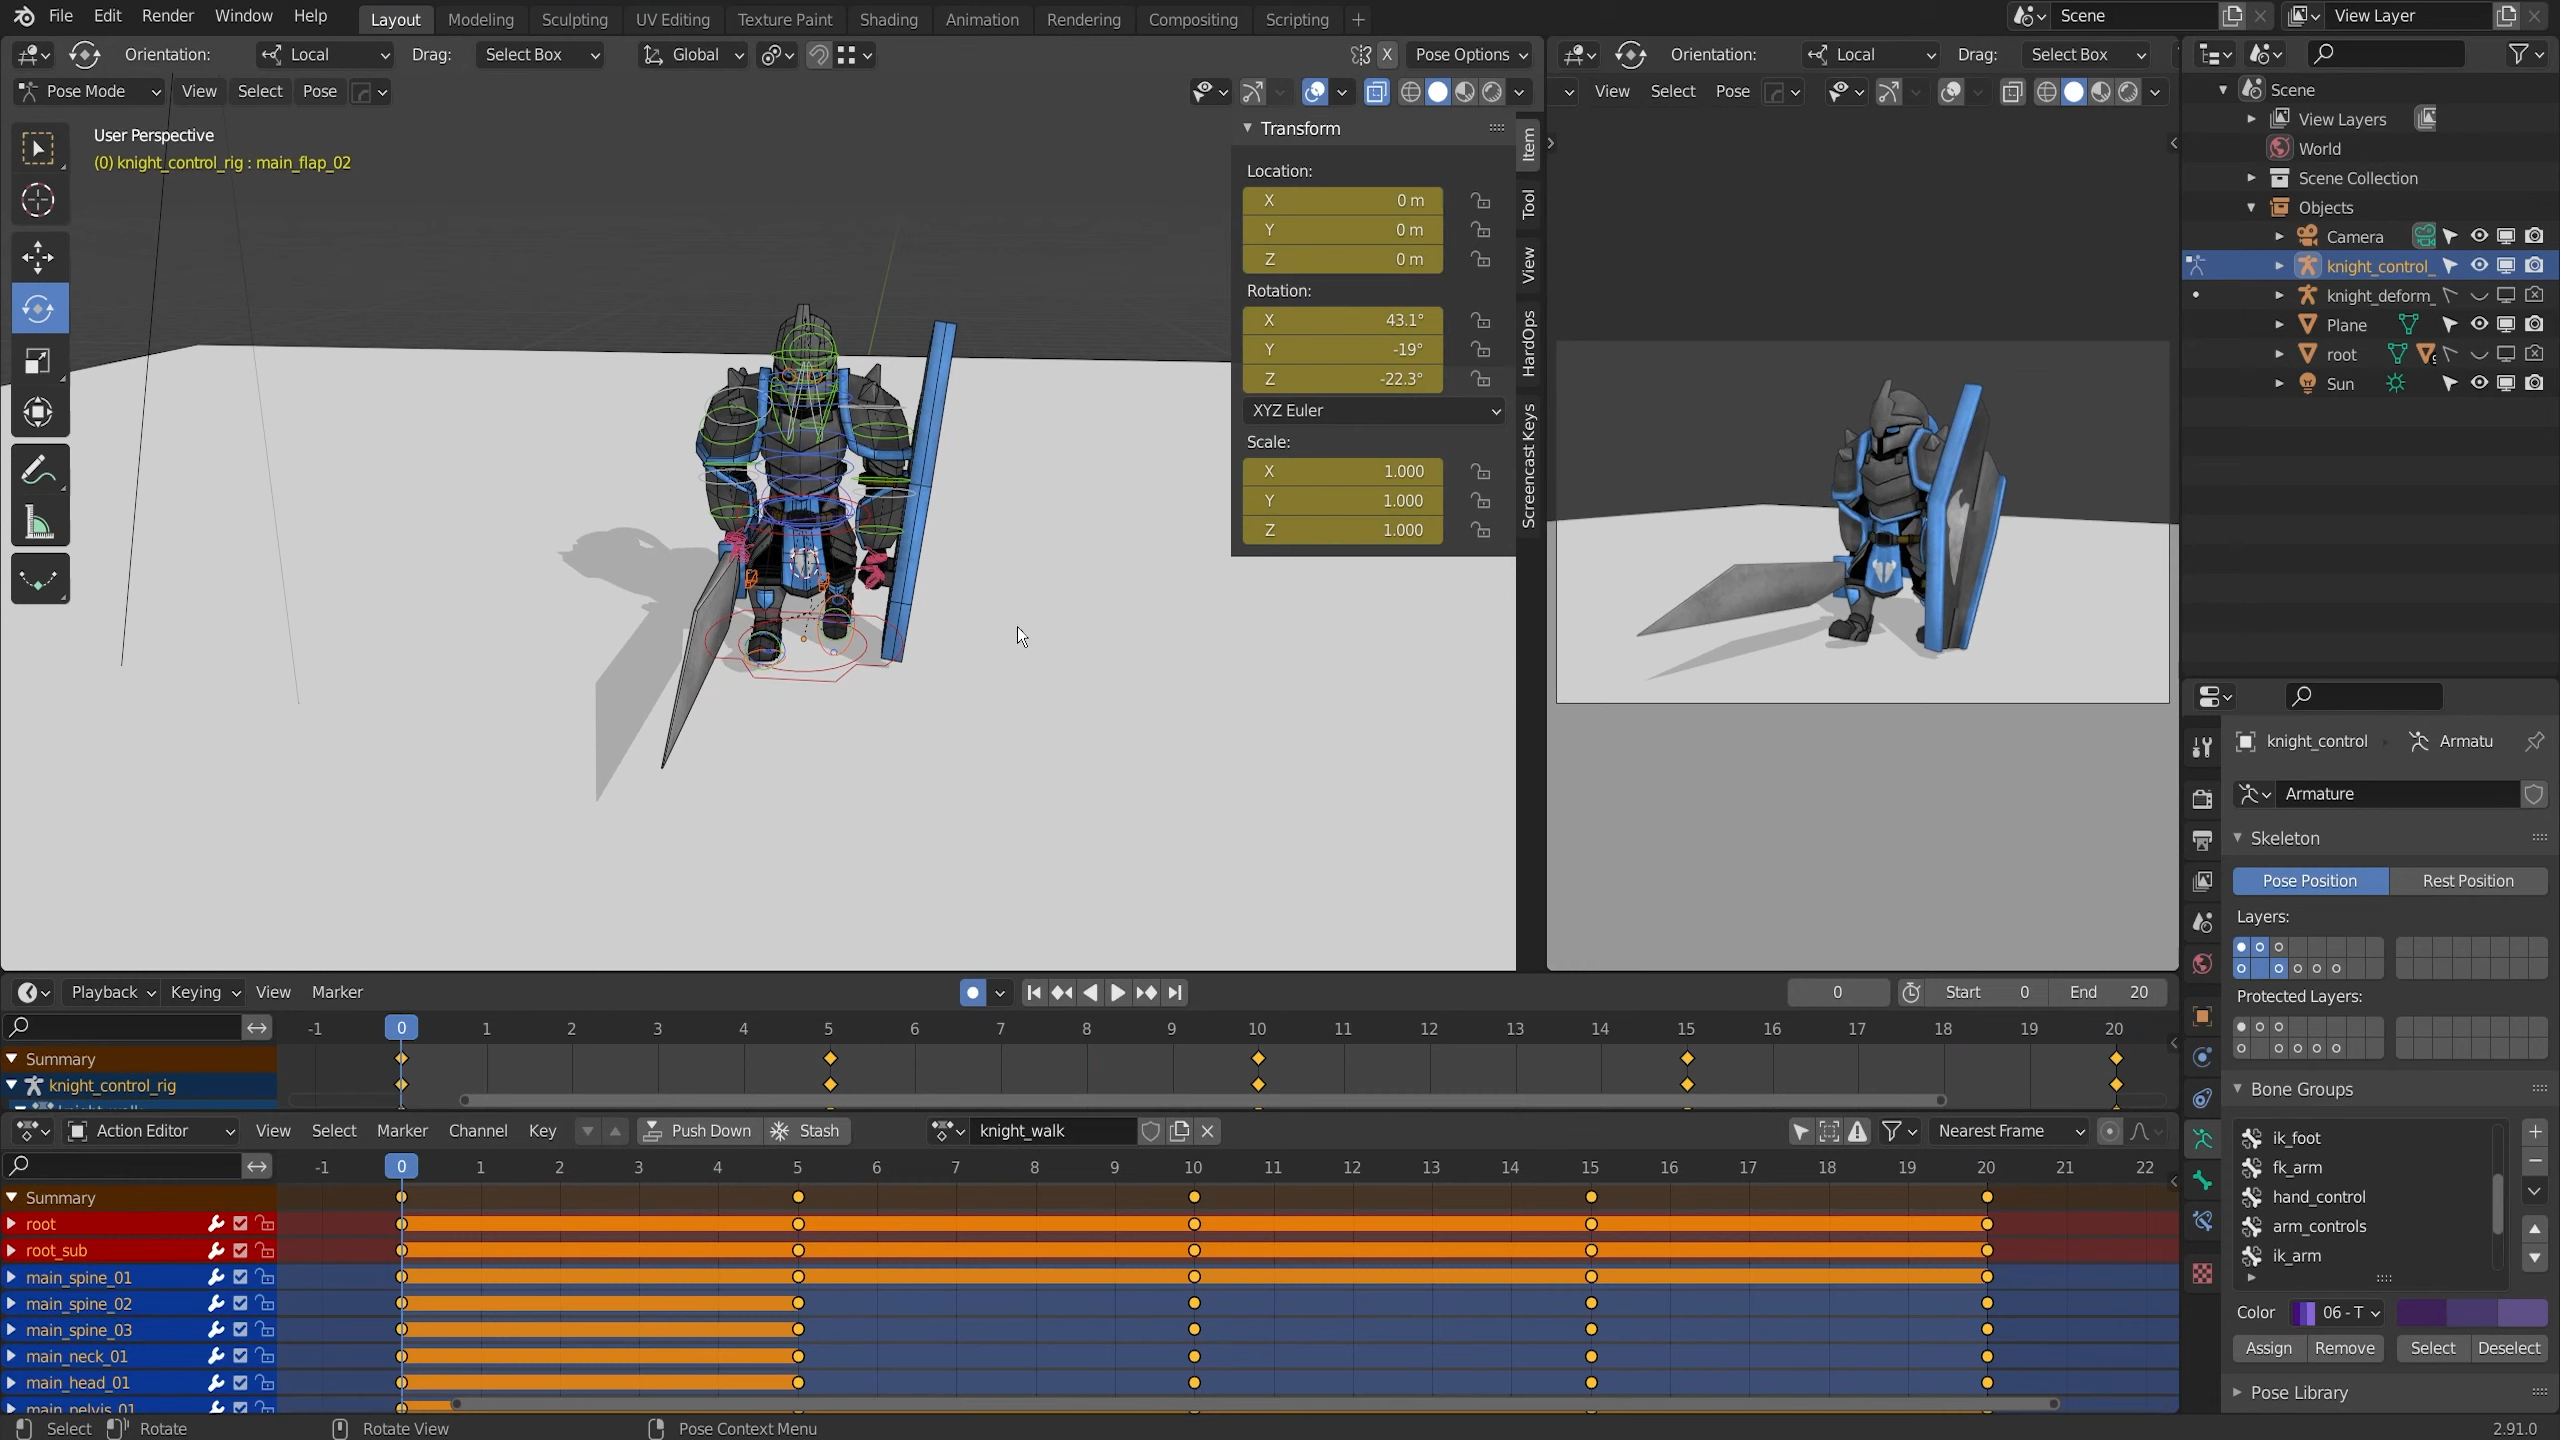 File Edit Render Window Help Layout Modeling Sculpting UV Editing Texture Paint Shading Animation Rendering Compositing Scripting + Scene View Layer
Orientation: Local Drag: Select Box Global X Pose Options Orientation: Local Drag: Select Box
Pose Mode View Select Pose View Select Pose
User Perspective
(0) knight_control_rig : main_flap_02
Transform
Location:
X 0 m
Y 0 m
Z 0 m
Rotation:
X 43.1°
Y -19°
Z -22.3°
XYZ Euler
Scale:
X 1.000
Y 1.000
Z 1.000
Item
Tool
View
HardOps
Screencast Keys
Scene
View Layers
World
Scene Collection
Objects
Camera
knight_control_
knight_deform_
Plane
root
Sun
knight_control Armatu
Armature
Skeleton
Pose Position Rest Position
Layers:
Protected Layers:
Bone Groups
ik_foot
fk_arm
hand_control
arm_controls
ik_arm
Color 06 - T
Assign Remove Select Deselect
Pose Library
Playback Keying View Marker 0 Start 0 End 20
-1 0 1 2 3 4 5 6 7 8 9 10 11 12 13 14 15 16 17 18 19 20
Summary
knight_control_rig
Action Editor View Select Marker Channel Key Push Down Stash knight_walk Nearest Frame
-1 0 1 2 3 4 5 6 7 8 9 10 11 12 13 14 15 16 17 18 19 20 21 22
Summary
root
root_sub
main_spine_01
main_spine_02
main_spine_03
main_neck_01
main_head_01
main_pelvis_01
Select Rotate Rotate View Pose Context Menu 2.91.0